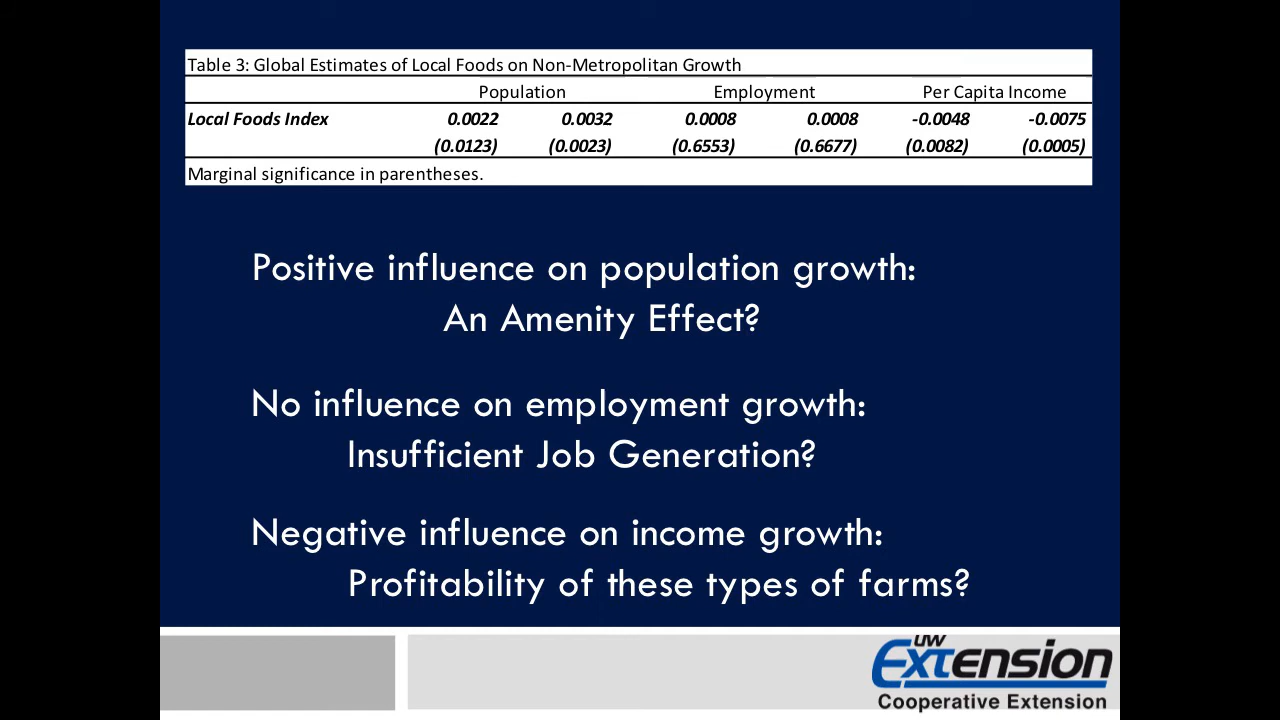 Table 3: Global Estimates of Local Foods on Non-Metropolitan Growth
Population Employment Per Capita Income
Local Foods Index 0.0022 0.0032 0.0008 0.0008 -0.0048 -0.0075
(0.0123) (0.0023) (0.6553) (0.6677) (0.0082) (0.0005)
Marginal significance in parentheses.
Positive influence on population growth:
An Amenity Effect?
No influence on employment growth:
Insufficient Job Generation?
Negative influence on income growth:
Profitability of these types of farms?
UW
Extension
Cooperative Extension